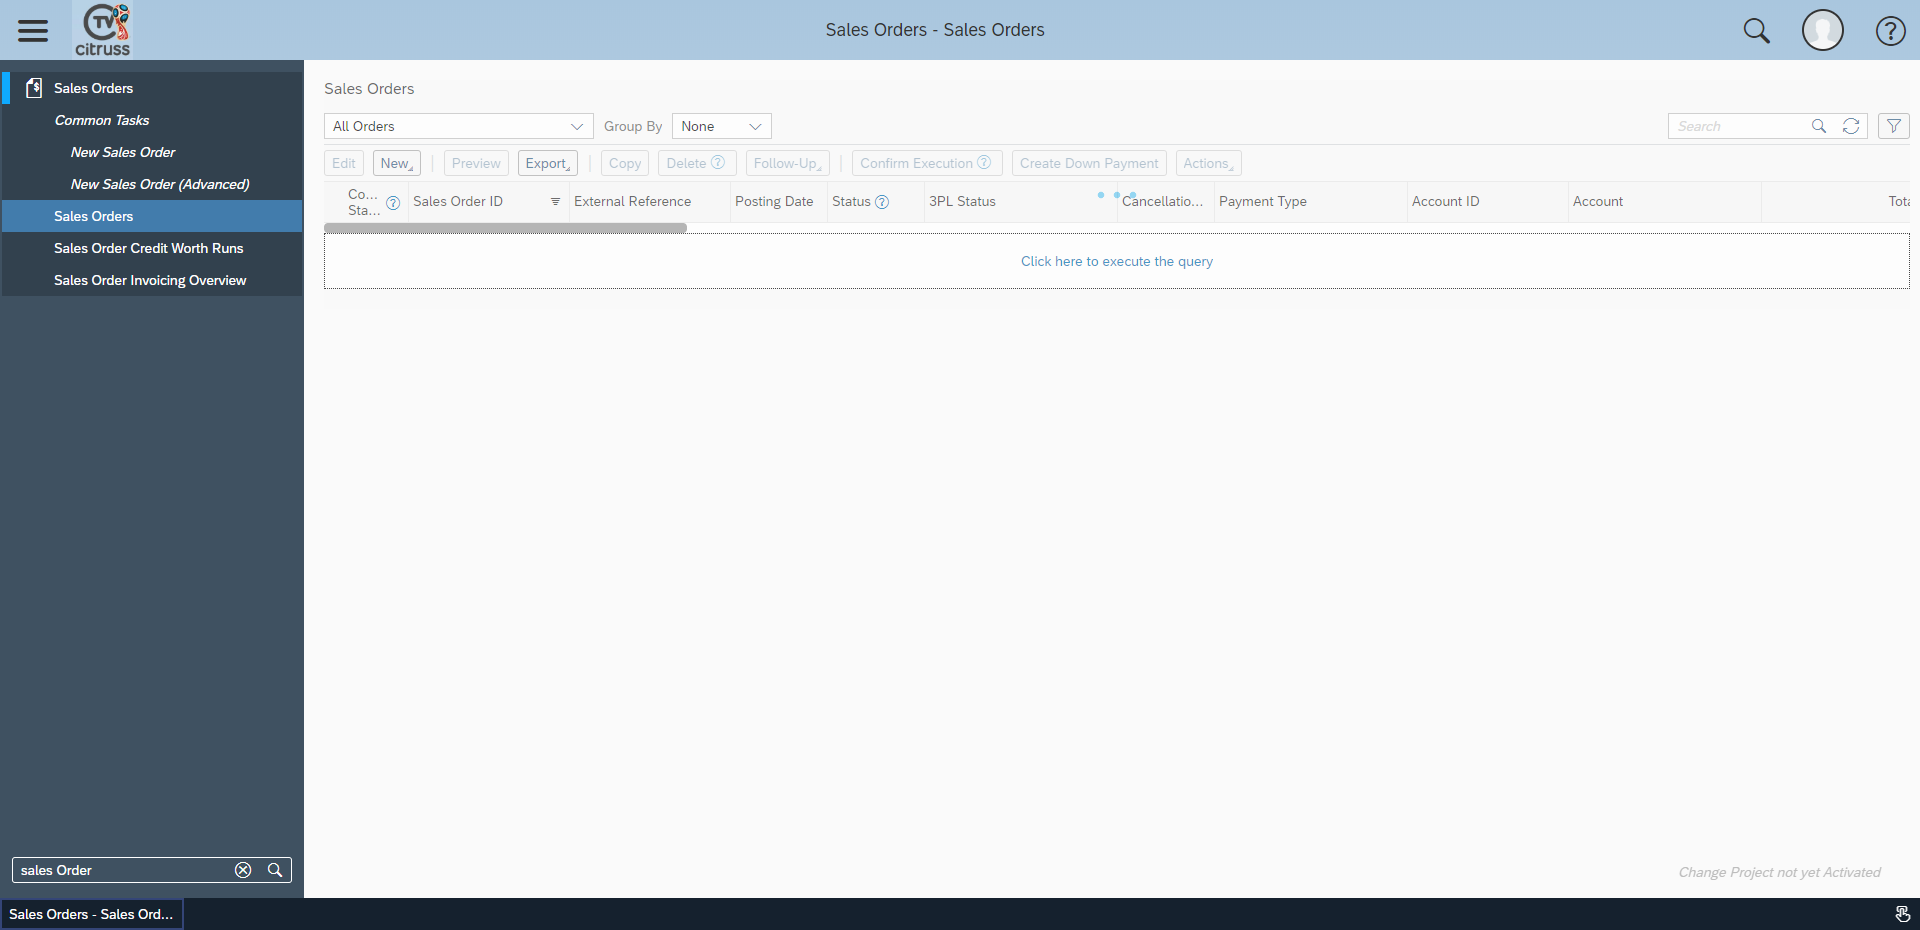 TV
citruss
Sales Orders - Sales Orders
?
$
Sales Orders
Common Tasks
New Sales Order
New Sales Order (Advanced)
Sales Orders
Sales Order Credit Worth Runs
Sales Order Invoicing Overview
Sales Orders
All Orders
Group By
None
Search
Edit
New
Preview
Export
Copy
Delete ?
Follow-Up
Confirm Execution ?
Create Down Payment
Actions
Co...
Sta... ?
Sales Order ID
External Reference
Posting Date
Status ?
3PL Status
Cancellatio...
Payment Type
Account ID
Account
Tota
Click here to execute the query
sales Order
Change Project not yet Activated
Sales Orders - Sales Ord...